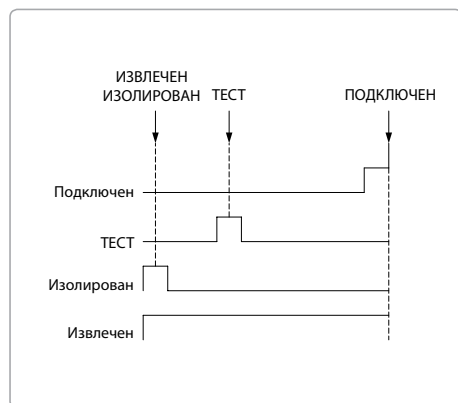 ИЗВЛЕЧЕН
ИЗОЛИРОВАН ТЕСТ ПОДКЛЮЧЕН
Подключен
ТЕСТ
Изолирован
Извлечен